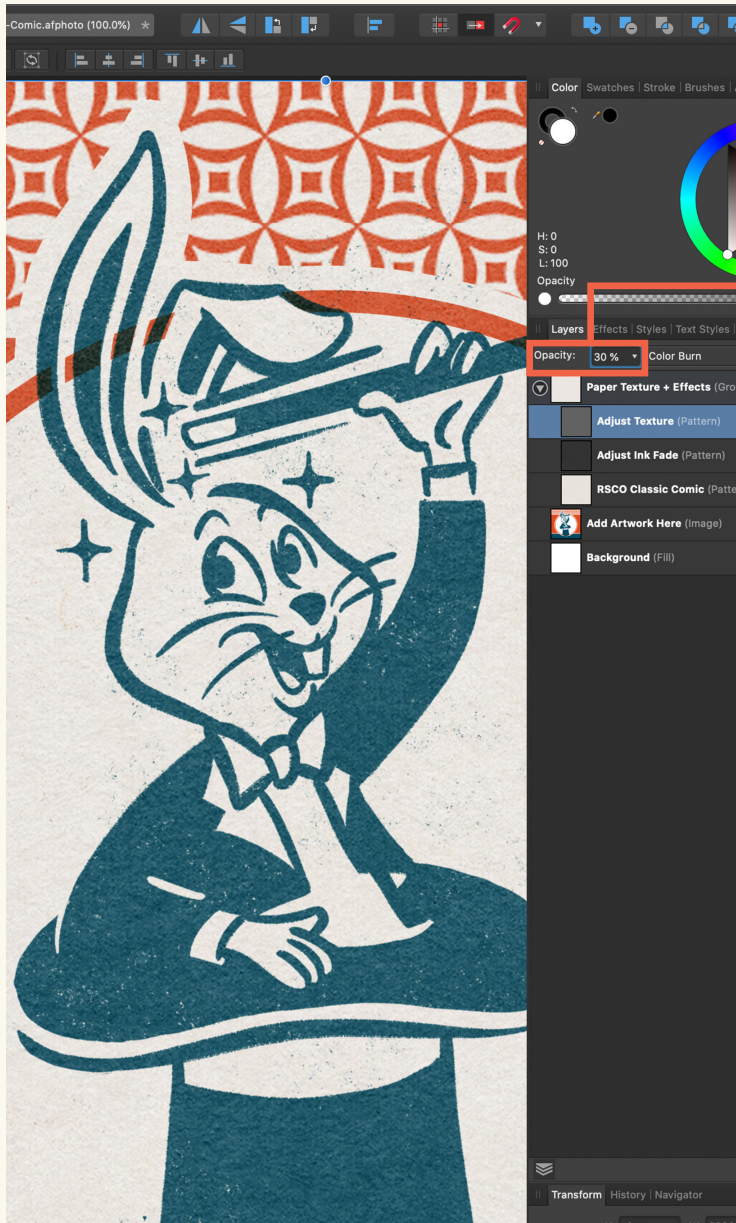 -Comic.afphoto (100.0%)
Color Swatches | Stroke | Brushes |
H: 0
S: 0
L: 100
Opacity
Layers Effects | Styles | Text Styles |
Opacity: 30 % Color Burn
Paper Texture + Effects (Gro
Adjust Texture (Pattern)
Adjust Ink Fade (Pattern)
RSCO Classic Comic (Patte
Add Artwork Here (Image)
Background (Fill)
Transform History | Navigator